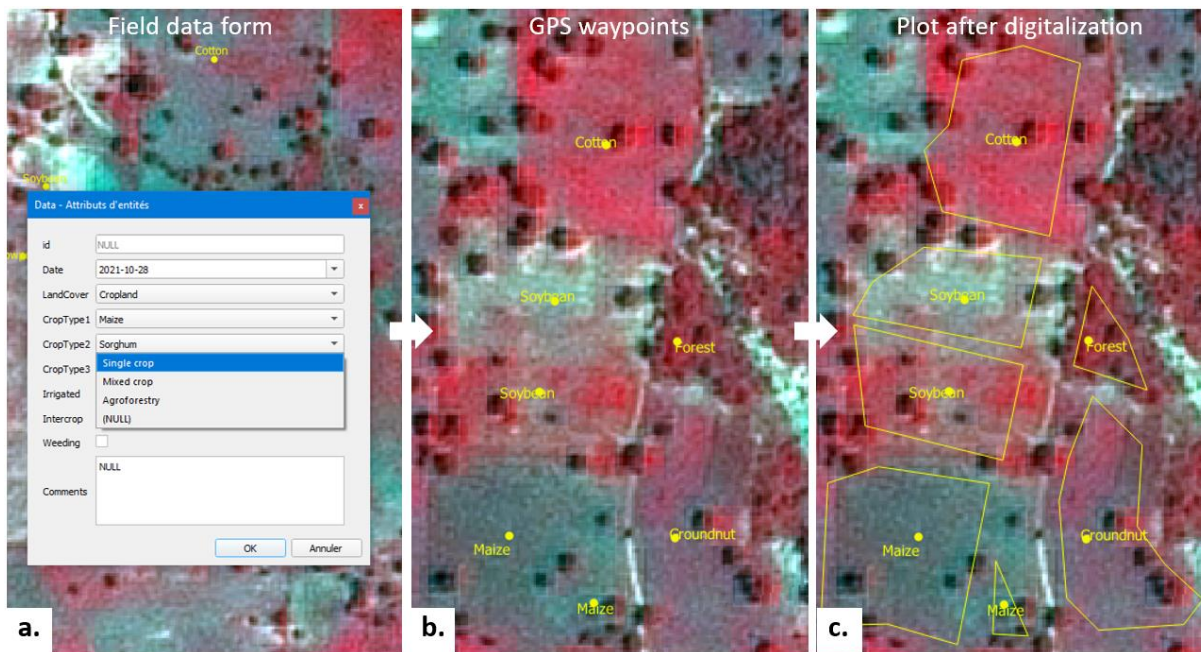 Field data form
Cotton
Soybean
Data - Attributs d'entités
x
id NULL
Date 2021-10-28
LandCover Cropland
CropType1 Maize
CropType2 Sorghum
CropType3
Single crop
Mixed crop
Irrigated
Agroforestry
Intercrop
(NULL)
Weeding
Comments NULL
OK Annuler
a.
GPS waypoints
Cotton
Soybean
Forest
Soybean
Groundnut
Maize
Maize
b.
Plot after digitalization
Cotton
Soybean
Forest
Soybean
Groundnut
Maize
Maize
c.